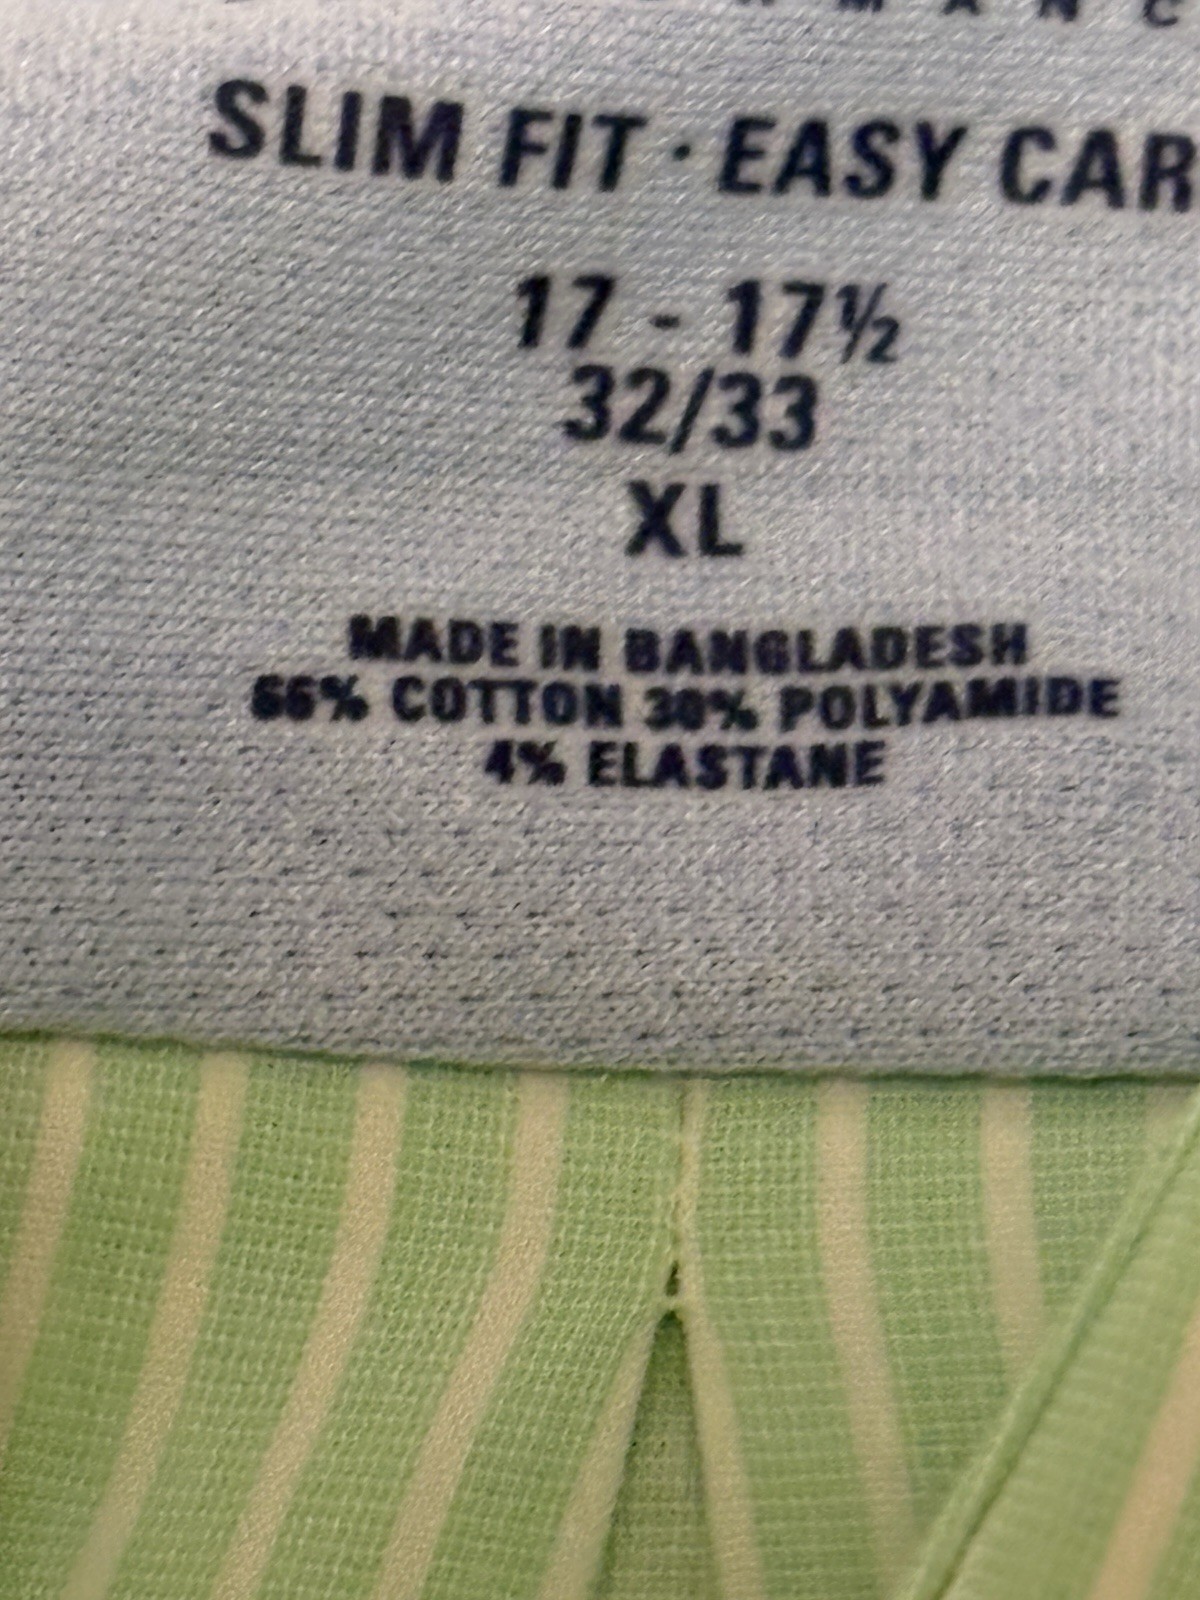 SLIM FIT · EASY CAR
17 - 17½
32/33
XL
MADE IN BANGLADESH
66% COTTON 30% POLYAMIDE
4% ELASTANE